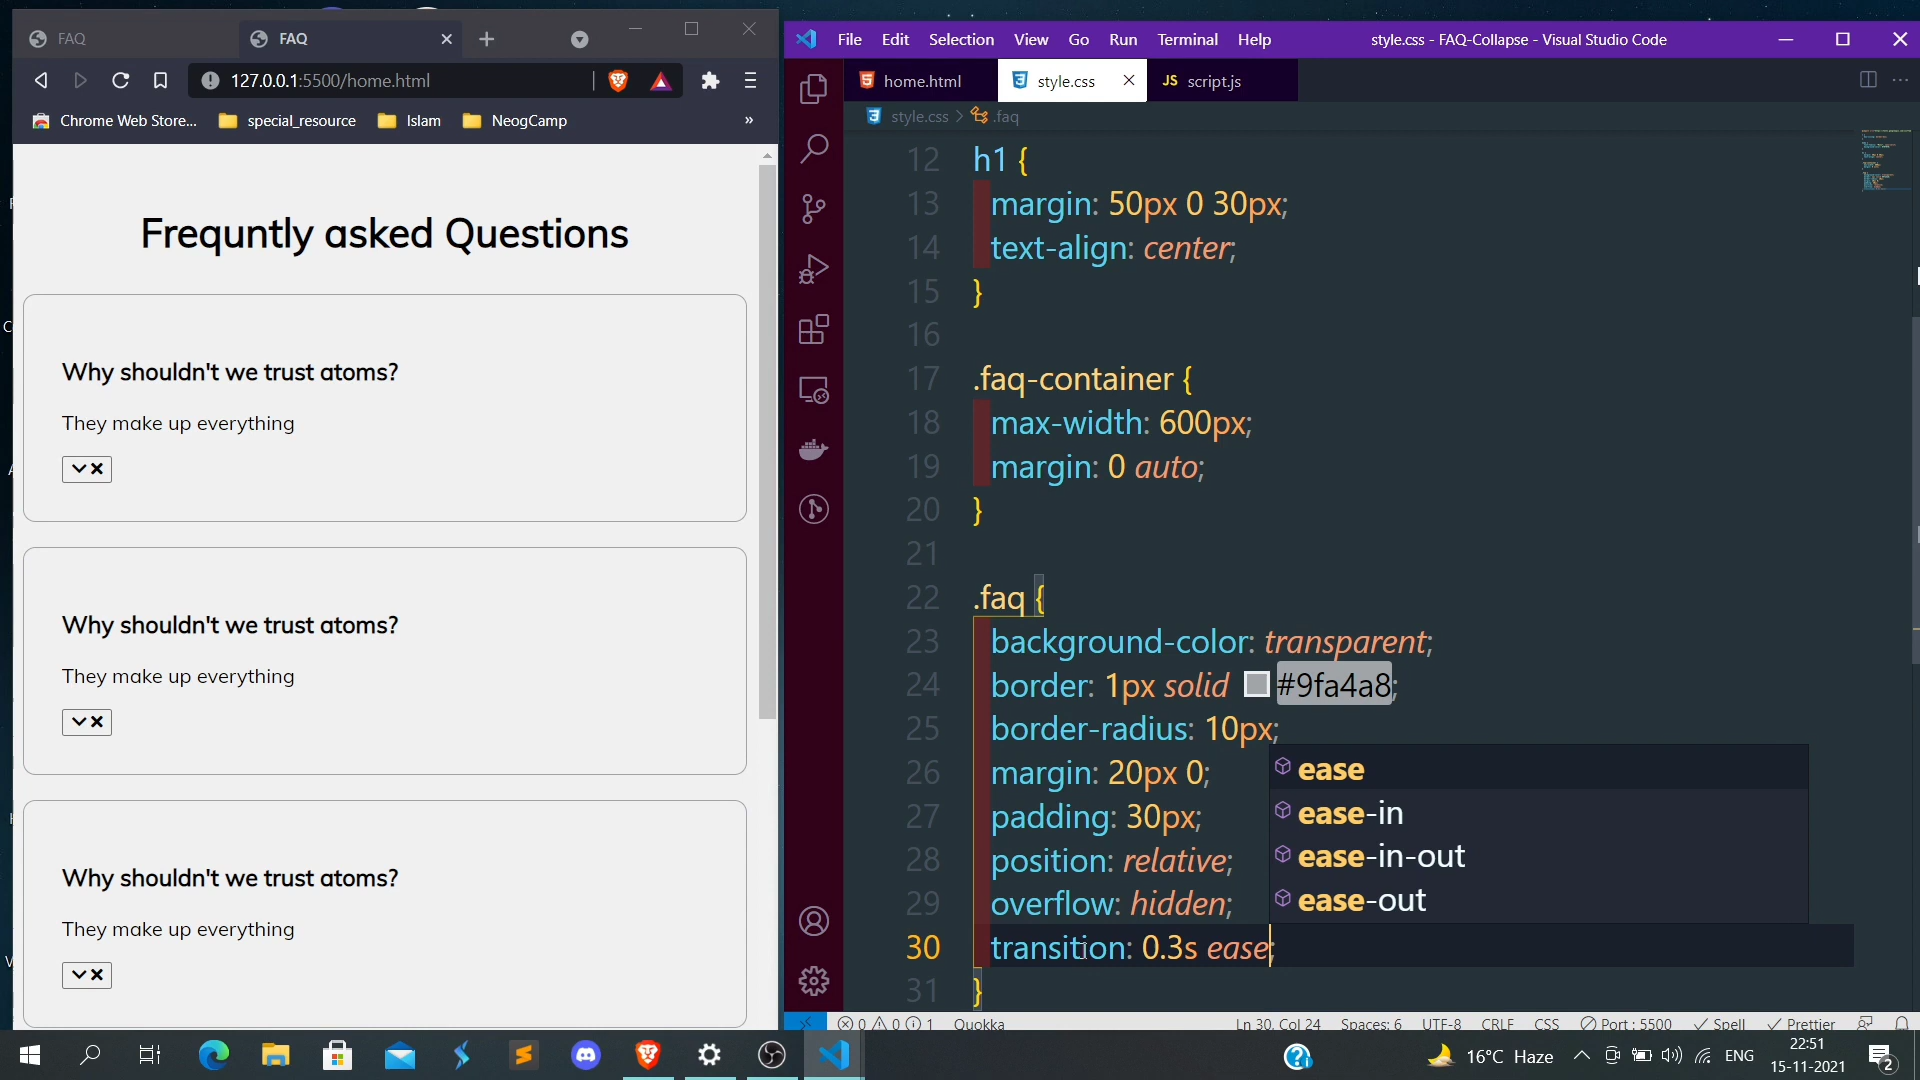 FAQ
FAQ
127.0.0.1:5500/home.html
Chrome Web Store...
special_resource
Islam
NeogCamp
»
Frequntly asked Questions
Why shouldn't we trust atoms?
They make up everything
Why shouldn't we trust atoms?
They make up everything
Why shouldn't we trust atoms?
They make up everything
File Edit Selection View Go Run Terminal Help
style.css - FAQ-Collapse - Visual Studio Code
home.html
style.css
JS script.js
style.css > .faq
12 h1 {
13 margin: 50px 0 30px;
14 text-align: center;
15 }
16
17 .faq-container {
18 max-width: 600px;
19 margin: 0 auto;
20 }
21
22 .faq {
23 background-color: transparent;
24 border: 1px solid #9fa4a8;
25 border-radius: 10px;
26 margin: 20px 0;
27 padding: 30px;
28 position: relative;
29 overflow: hidden;
30 transition: 0.3s ease;
31 }
ease
ease-in
ease-in-out
ease-out
0 0 1 Quokka
Ln 30, Col 24 Spaces: 6 UTF-8 CRLF CSS Port : 5500 Spell Prettier
16°C Haze
ENG
22:51
15-11-2021
2